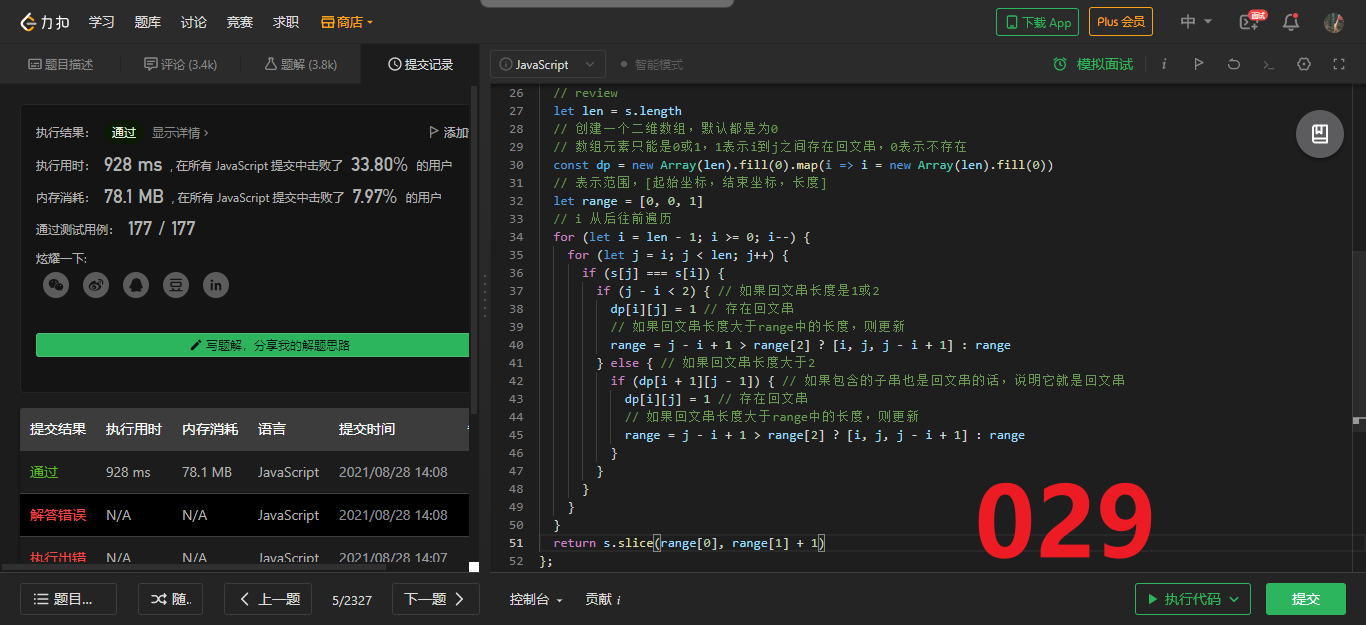 力扣 学习 题库 讨论 竞赛 求职 商店 下载 App Plus 会员 中 面试
题目描述 评论 (3.4k) 题解 (3.8k) 提交记录
执行结果： 通过 显示详情 › 添加
执行用时： 928 ms , 在所有 JavaScript 提交中击败了 33.80% 的用户
内存消耗： 78.1 MB , 在所有 JavaScript 提交中击败了 7.97% 的用户
通过测试用例： 177 / 177
炫耀一下:
豆 in
写题解，分享我的解题思路
提交结果 执行用时 内存消耗 语言 提交时间
通过 928 ms 78.1 MB JavaScript 2021/08/28 14:08
解答错误 N/A N/A JavaScript 2021/08/28 14:08
执行出错 N/A N/A JavaScript 2021/08/28 14:07
题目... 随.. 上一题 5/2327 下一题
i JavaScript 智能模式 模拟面试 i
26 // review
27 let len = s.length
28 // 创建一个二维数组，默认都是为0
29 // 数组元素只能是0或1，1表示i到j之间存在回文串，0表示不存在
30 const dp = new Array(len).fill(0).map(i => i = new Array(len).fill(0))
31 // 表示范围，[起始坐标，结束坐标，长度]
32 let range = [0, 0, 1]
33 // i 从后往前遍历
34 for (let i = len - 1; i >= 0; i--) {
35 for (let j = i; j < len; j++) {
36 if (s[j] === s[i]) {
37 if (j - i < 2) { // 如果回文串长度是1或2
38 dp[i][j] = 1 // 存在回文串
39 // 如果回文串长度大于range中的长度，则更新
40 range = j - i + 1 > range[2] ? [i, j, j - i + 1] : range
41 } else { // 如果回文串长度大于2
42 if (dp[i + 1][j - 1]) { // 如果包含的子串也是回文串的话，说明它就是回文串
43 dp[i][j] = 1 // 存在回文串
44 // 如果回文串长度大于range中的长度，则更新
45 range = j - i + 1 > range[2] ? [i, j, j - i + 1] : range
46 }
47 }
48 }
49 }
50 }
51 return s.slice(range[0], range[1] + 1)
52 };
029
控制台 贡献 i 执行代码 提交